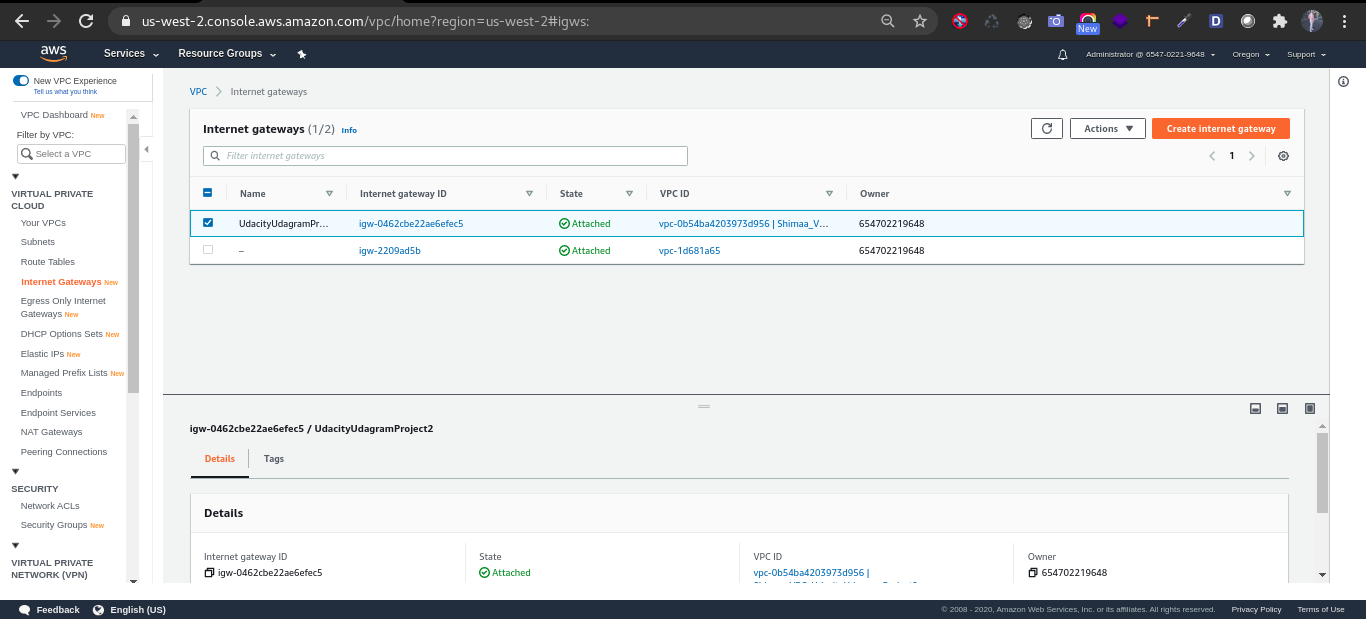 us-west-2.console.aws.amazon.com/vpc/home?region=us-west-2#igws:
New
D
aws
Services
Resource Groups
Administrator @ 6547-0221-9648
Oregon
Support
New VPC Experience
Tell us what you think
VPC Dashboard New
Filter by VPC:
Select a VPC
VIRTUAL PRIVATE
CLOUD
Your VPCs
Subnets
Route Tables
Internet Gateways New
Egress Only Internet
Gateways New
DHCP Options Sets New
Elastic IPs New
Managed Prefix Lists New
Endpoints
Endpoint Services
NAT Gateways
Peering Connections
SECURITY
Network ACLs
Security Groups New
VIRTUAL PRIVATE
NETWORK (VPN)
VPC > Internet gateways
Internet gateways (1/2) Info
Actions
Create internet gateway
Filter internet gateways
< 1 >
Name
Internet gateway ID
State
VPC ID
Owner
UdacityUdagramPr... igw-0462cbe22ae6efec5 Attached vpc-0b54ba4203973d956 | Shimaa_V... 654702219648
– igw-2209ad5b Attached vpc-1d681a65 654702219648
igw-0462cbe22ae6efec5 / UdacityUdagramProject2
Details
Tags
Details
Internet gateway ID
igw-0462cbe22ae6efec5
State
Attached
VPC ID
vpc-0b54ba4203973d956 |
Owner
654702219648
Feedback
English (US)
© 2008 - 2020, Amazon Web Services, Inc. or its affiliates. All rights reserved.
Privacy Policy
Terms of Use